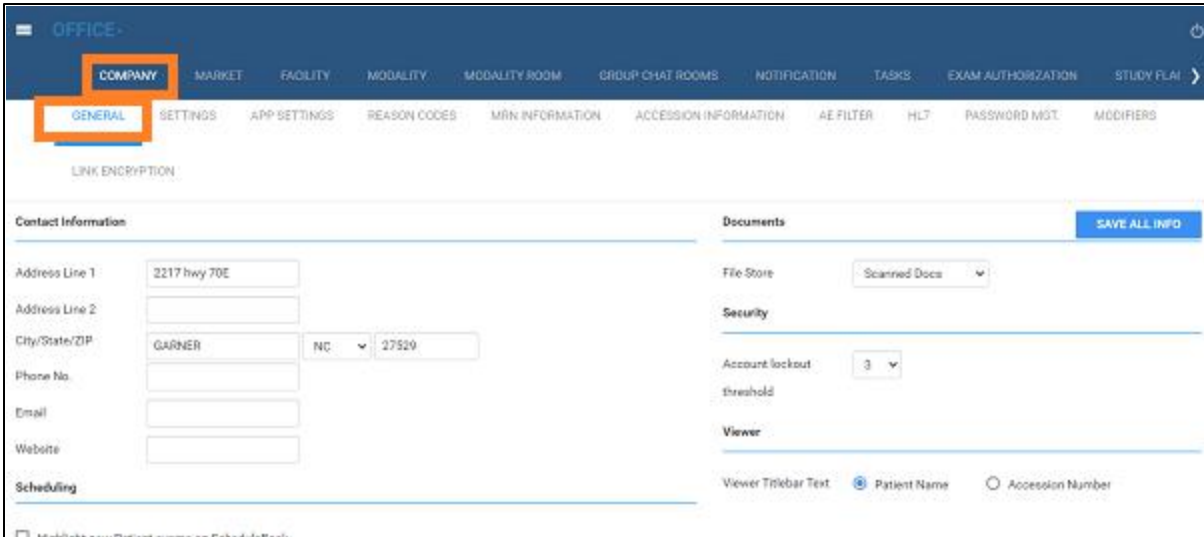 OFFICE
COMPANY MARKET FACILITY MODALITY MODALITY ROOM GROUP CHAT ROOMS NOTIFICATION TASKS EXAM AUTHORIZATION STUDY FLA
GENERAL SETTINGS APP SETTINGS REASON CODES MRN INFORMATION ACCESSION INFORMATION AE FILTER HL7 PASSWORD MGT. MODIFIERS
LINK ENCRYPTION
Contact Information
Address Line 1 2217 hwy 70E
Address Line 2
City/State/ZIP GARNER NC 27529
Phone No.
Email
Website
Scheduling
Documents SAVE ALL INFO
File Store Scanned Docs
Security
Account lockout 3
threshold
Viewer
Viewer Titlebar Text Patient Name Accession Number